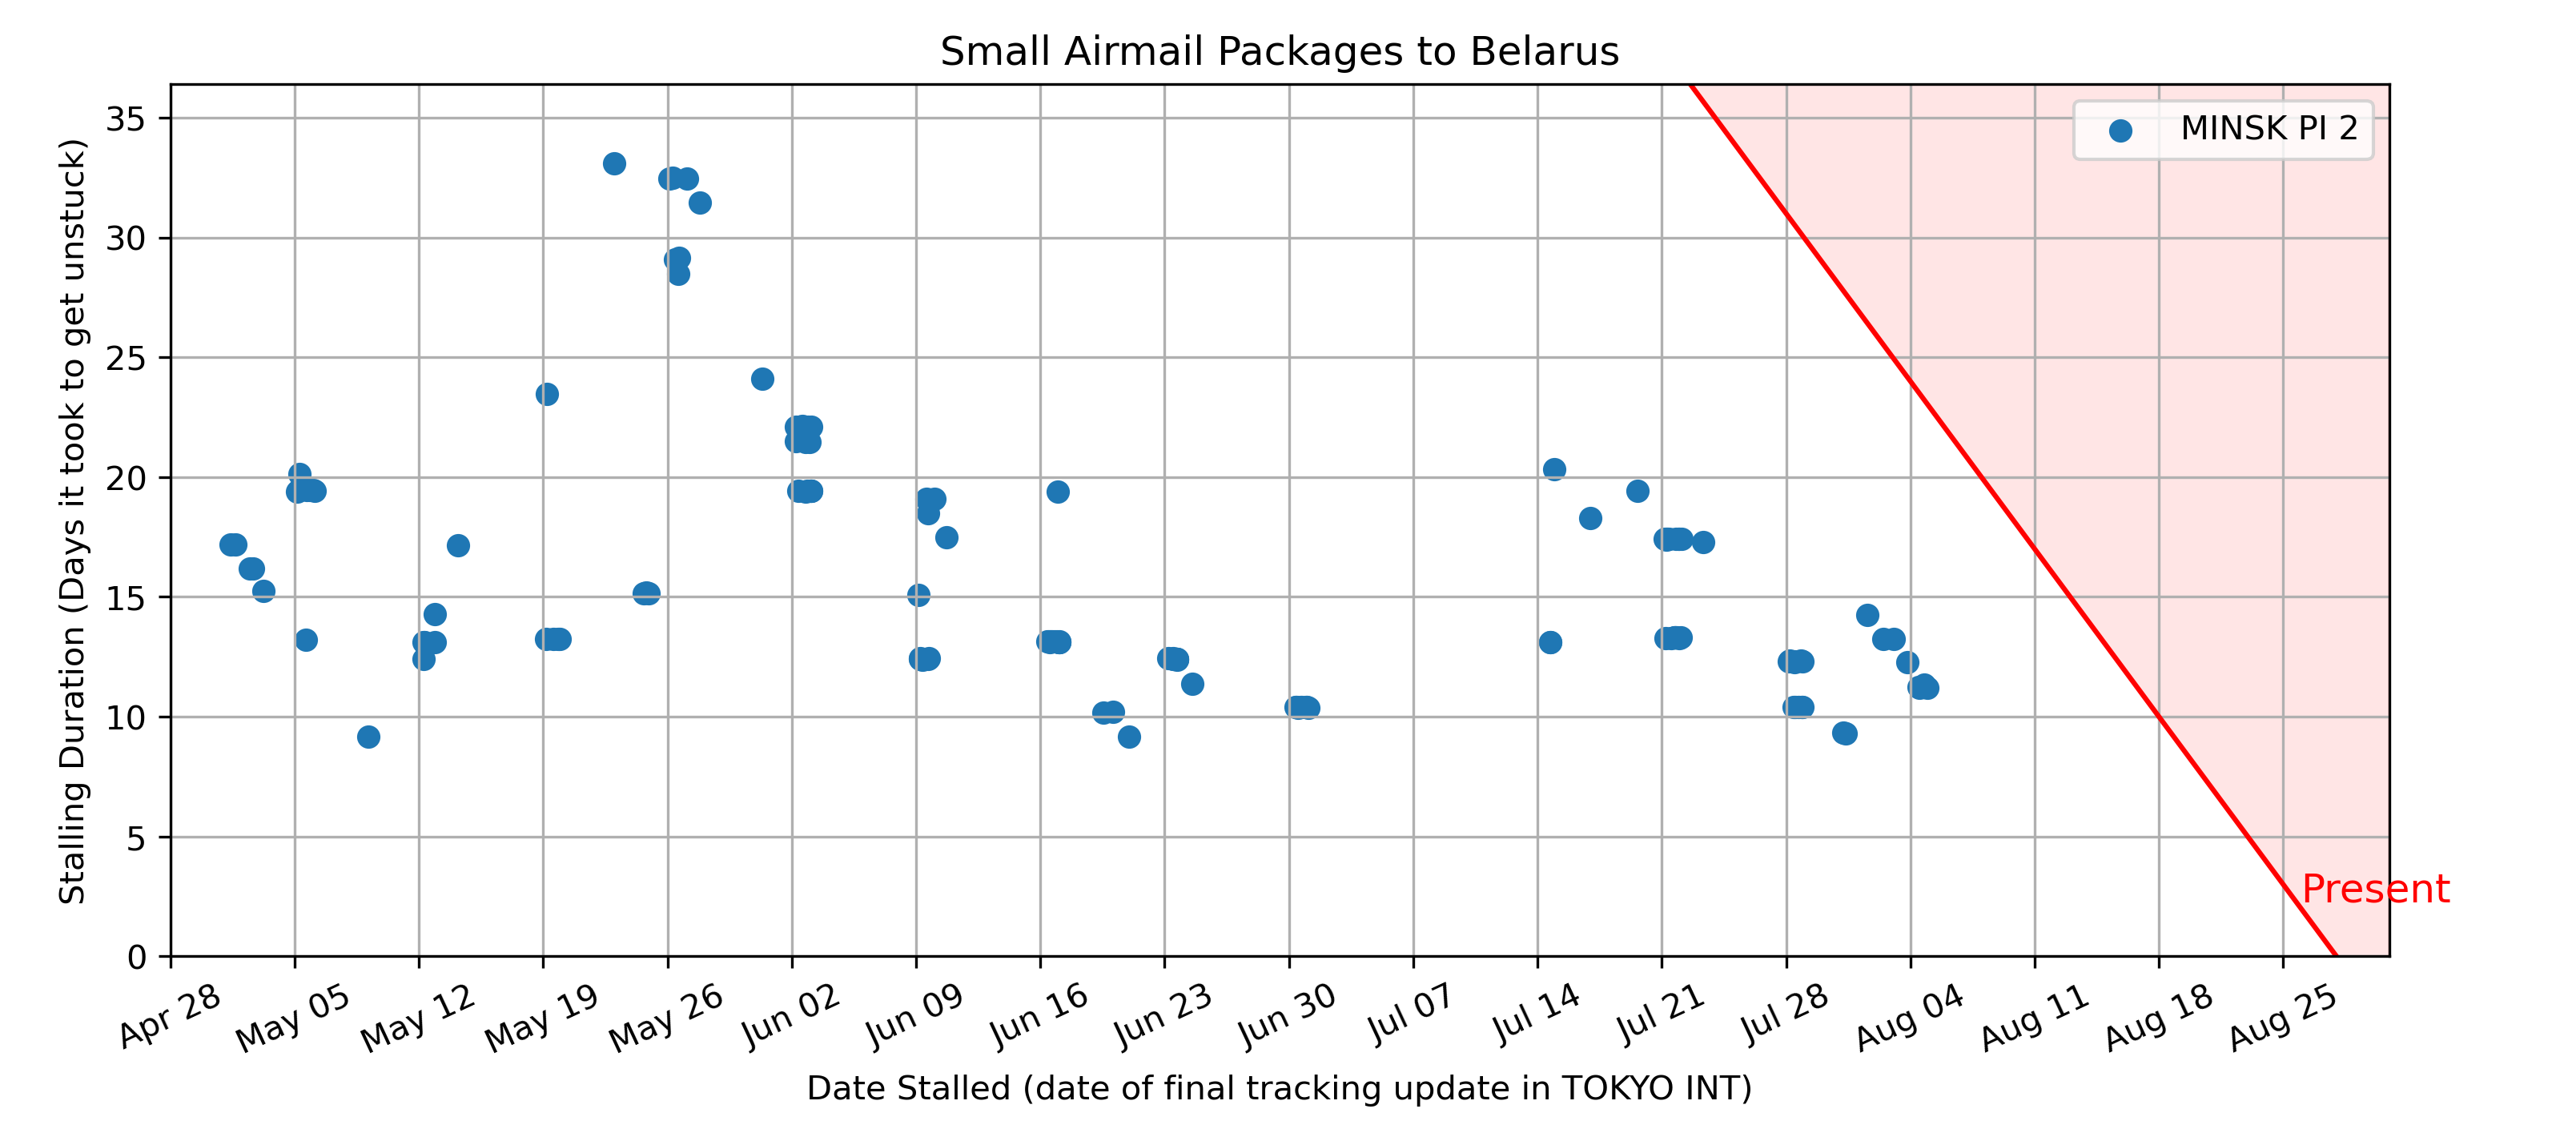 Small Airmail Packages to Belarus
MINSK PI 2
Stalling Duration (Days it took to get unstuck)
35
30
25
20
15
10
5
0
Present
Apr 28
May 05
May 12
May 19
May 26
Jun 02
Jun 09
Jun 16
Jun 23
Jun 30
Jul 07
Jul 14
Jul 21
Jul 28
Aug 04
Aug 11
Aug 18
Aug 25
Date Stalled (date of final tracking update in TOKYO INT)